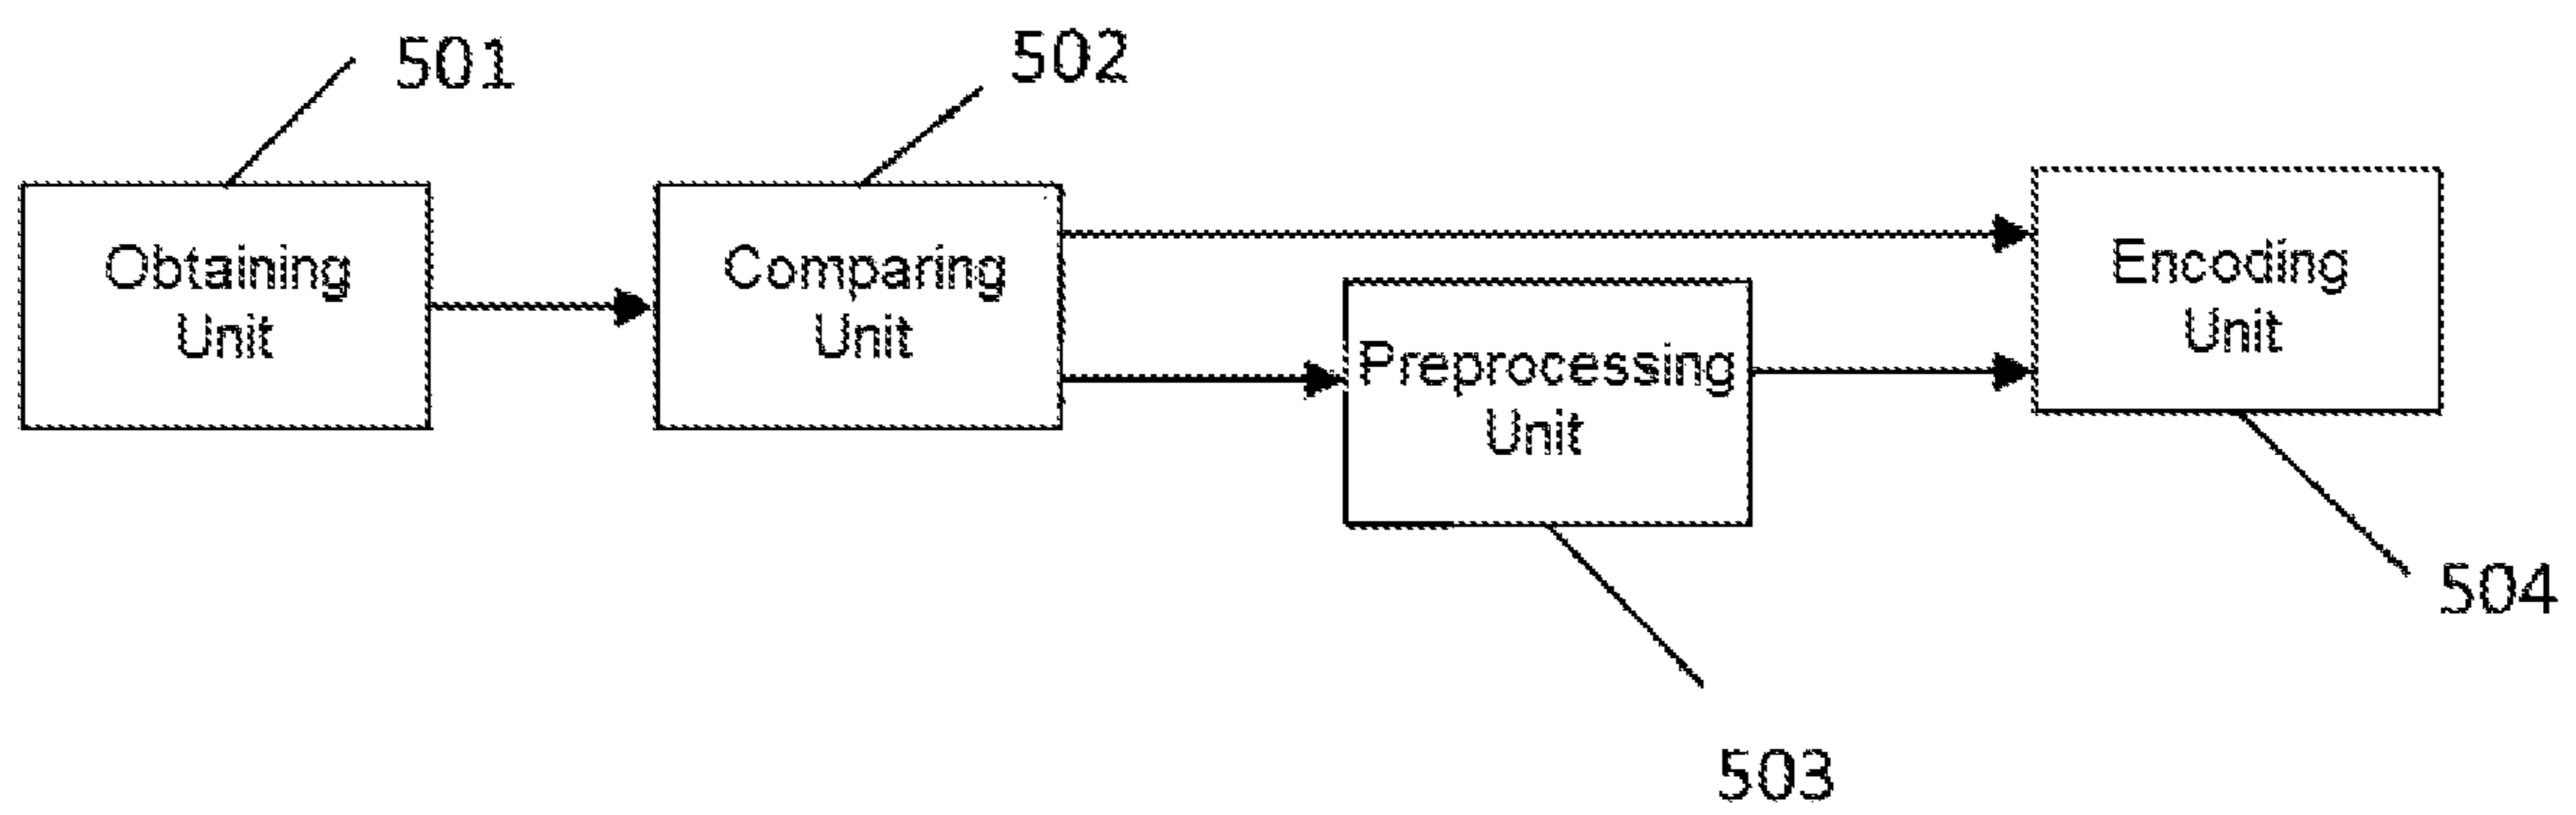 501
502
Obtaining
Unit
Comparing
Unit
Preprocessing
Unit
Encoding
Unit
504
503